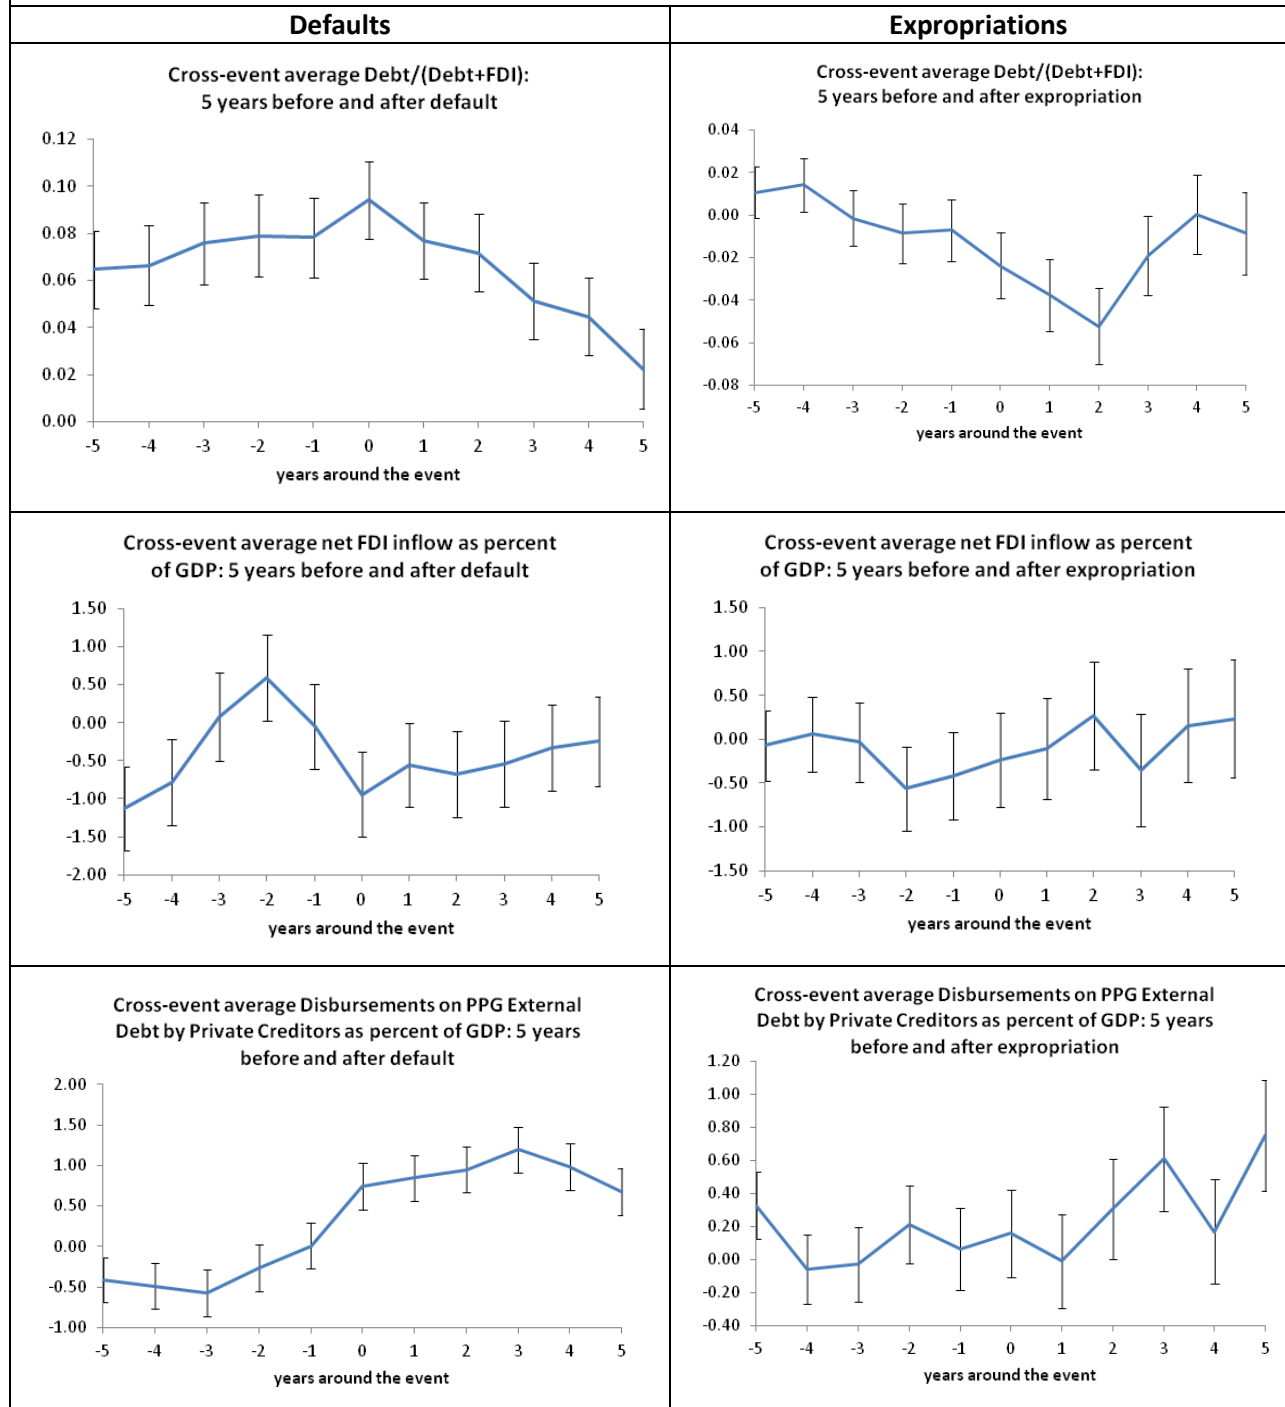 Defaults
Expropriations
Cross-event average Debt/(Debt+FDI):
5 years before and after default
0.12
0.10
0.08
0.06
0.04
0.02
0.00
-5 -4 -3 -2 -1 0 1 2 3 4 5
years around the event
Cross-event average Debt/(Debt+FDI):
5 years before and after expropriation
0.04
0.02
0.00
-0.02
-0.04
-0.06
-0.08
-5 -4 -3 -2 -1 0 1 2 3 4 5
years around the event
Cross-event average net FDI inflow as percent
of GDP: 5 years before and after default
1.50
1.00
0.50
0.00
-0.50
-1.00
-1.50
-2.00
-5 -4 -3 -2 -1 0 1 2 3 4 5
years around the event
Cross-event average net FDI inflow as percent
of GDP: 5 years before and after expropriation
1.50
1.00
0.50
0.00
-0.50
-1.00
-1.50
-5 -4 -3 -2 -1 0 1 2 3 4 5
years around the event
Cross-event average Disbursements on PPG External
Debt by Private Creditors as percent of GDP: 5 years
before and after default
2.00
1.50
1.00
0.50
0.00
-0.50
-1.00
-5 -4 -3 -2 -1 0 1 2 3 4 5
years around the event
Cross-event average Disbursements on PPG External
Debt by Private Creditors as percent of GDP: 5 years
before and after expropriation
1.20
1.00
0.80
0.60
0.40
0.20
0.00
-0.20
-0.40
-5 -4 -3 -2 -1 0 1 2 3 4 5
years around the event